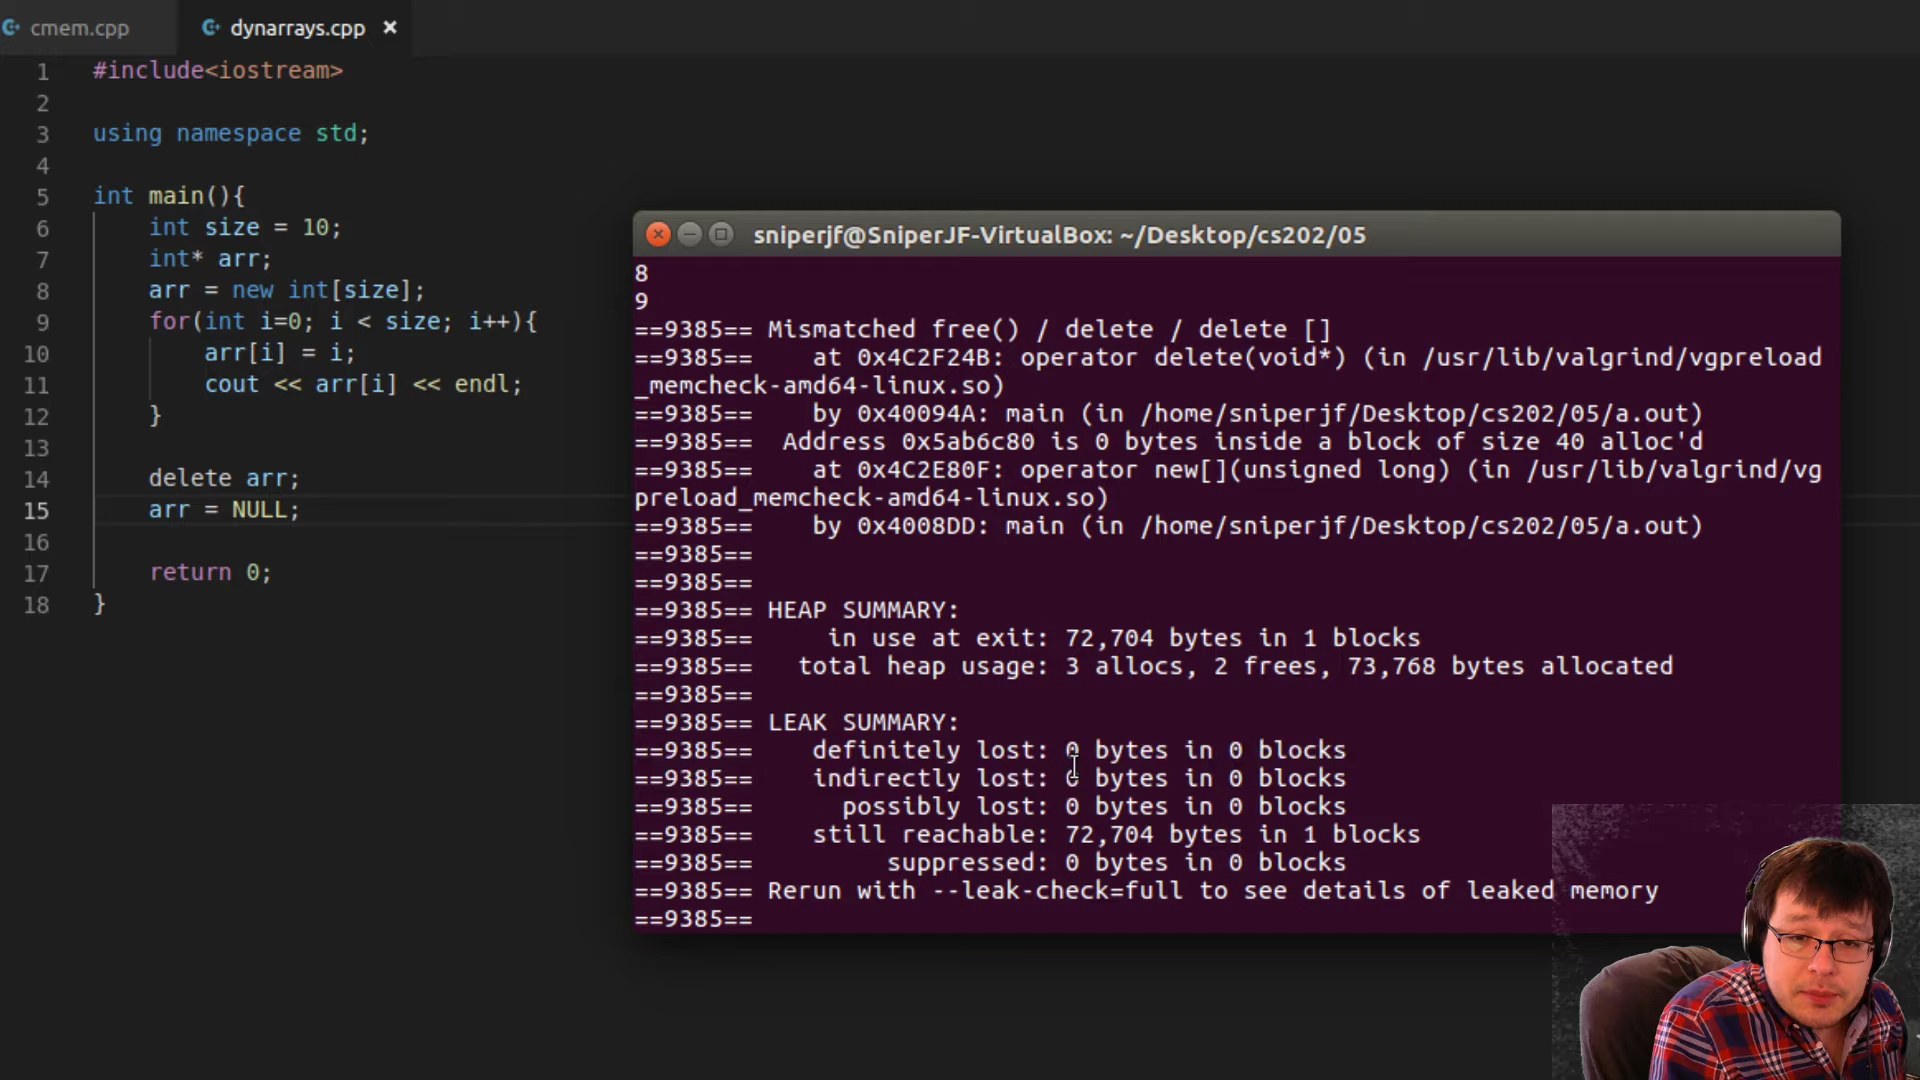 cmem.cpp
dynarrays.cpp ×
1 #include<iostream>
2
3 using namespace std;
4
5 int main(){
6 int size = 10;
7 int* arr;
8 arr = new int[size];
9 for(int i=0; i < size; i++){
10 arr[i] = i;
11 cout << arr[i] << endl;
12 }
13
14 delete arr;
15 arr = NULL;
16
17 return 0;
18 }
sniperjf@SniperJF-VirtualBox: ~/Desktop/cs202/05
8
9
==9385== Mismatched free() / delete / delete []
==9385== at 0x4C2F24B: operator delete(void*) (in /usr/lib/valgrind/vgpreload
_memcheck-amd64-linux.so)
==9385== by 0x40094A: main (in /home/sniperjf/Desktop/cs202/05/a.out)
==9385== Address 0x5ab6c80 is 0 bytes inside a block of size 40 alloc'd
==9385== at 0x4C2E80F: operator new[](unsigned long) (in /usr/lib/valgrind/vg
preload_memcheck-amd64-linux.so)
==9385== by 0x4008DD: main (in /home/sniperjf/Desktop/cs202/05/a.out)
==9385==
==9385==
==9385== HEAP SUMMARY:
==9385== in use at exit: 72,704 bytes in 1 blocks
==9385== total heap usage: 3 allocs, 2 frees, 73,768 bytes allocated
==9385==
==9385== LEAK SUMMARY:
==9385== definitely lost: 0 bytes in 0 blocks
==9385== indirectly lost: 0 bytes in 0 blocks
==9385== possibly lost: 0 bytes in 0 blocks
==9385== still reachable: 72,704 bytes in 1 blocks
==9385== suppressed: 0 bytes in 0 blocks
==9385== Rerun with --leak-check=full to see details of leaked memory
==9385==